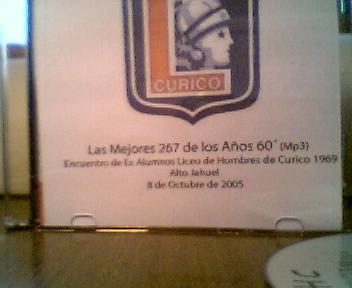 L
CURICO
Las Mejores 267 de los Años 60´ (Mp3)
Encuentro de Ex Alumnos Liceu de Hombres de Curico 1969
Alto Jahuel
8 de Octubre de 2005